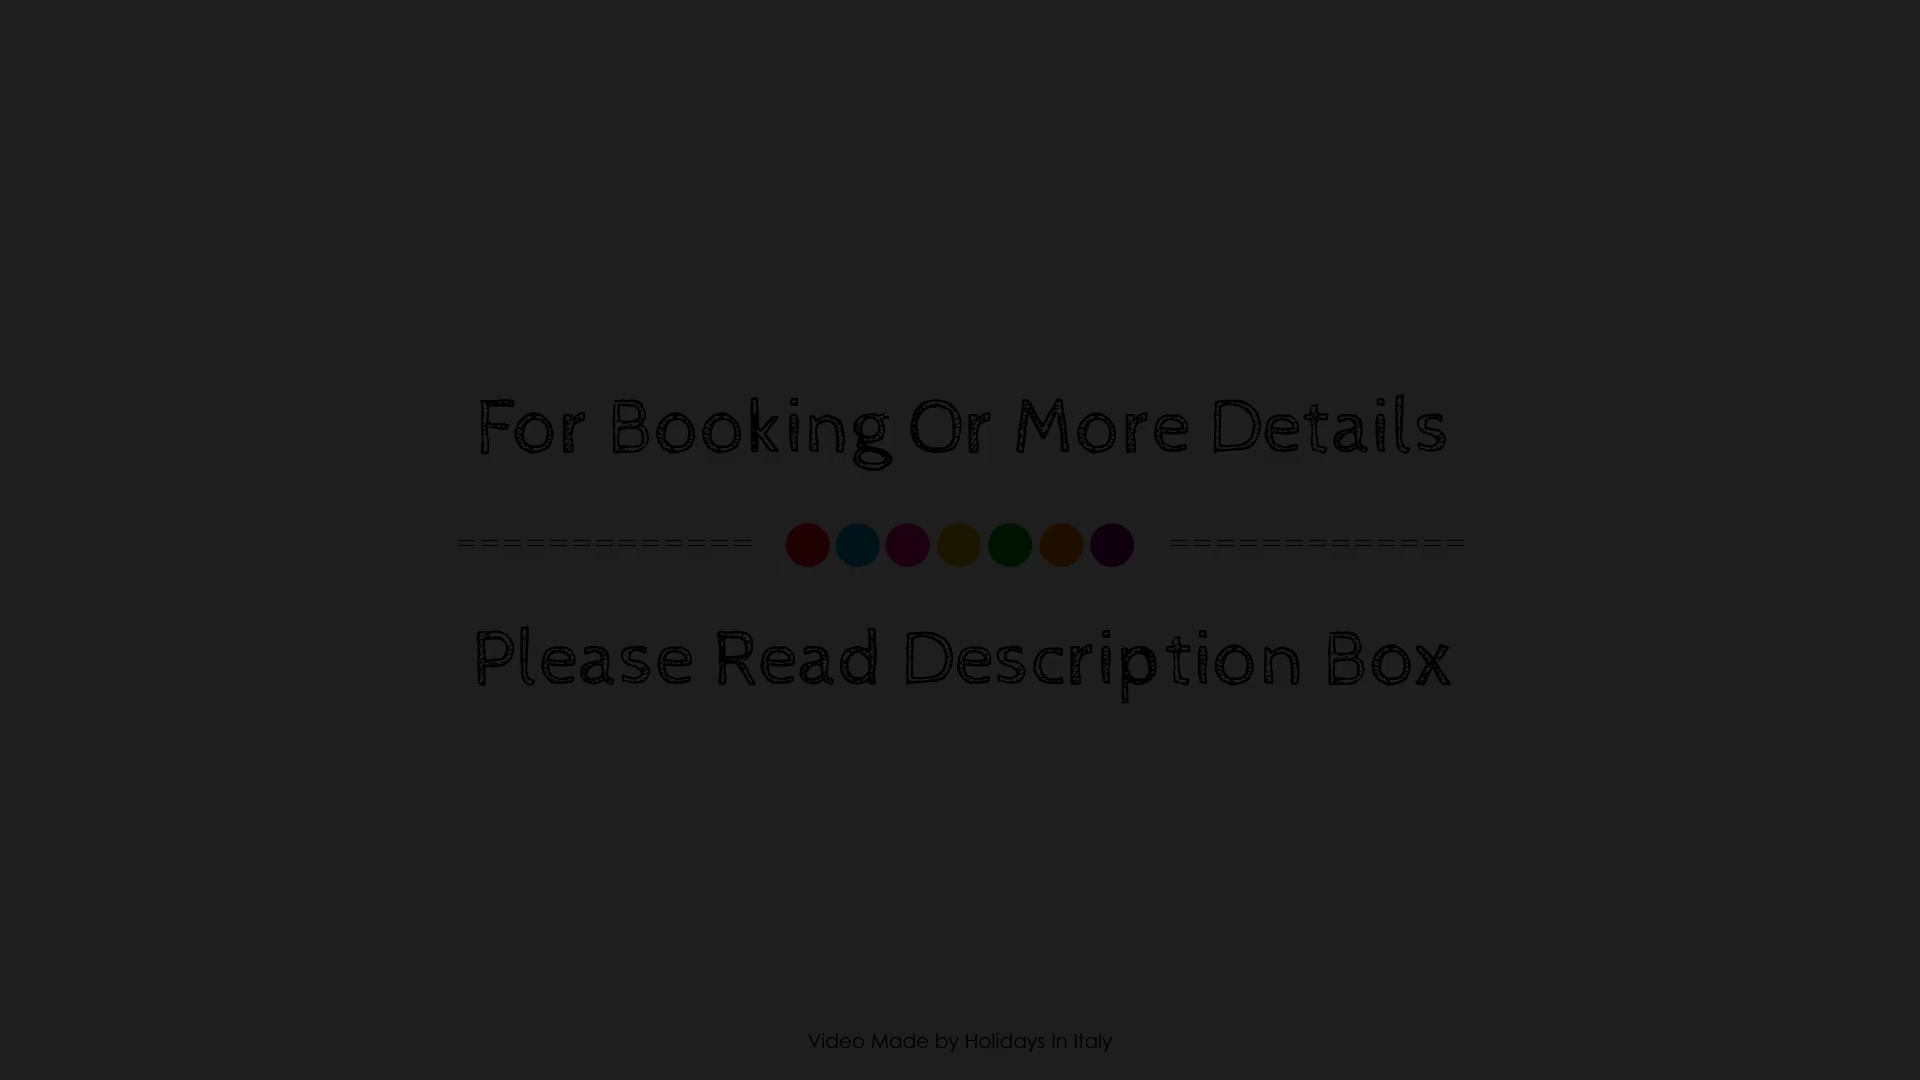 For Booking Or More Details
============= =============
Please Read Description Box
Video Made by Holidays In Italy